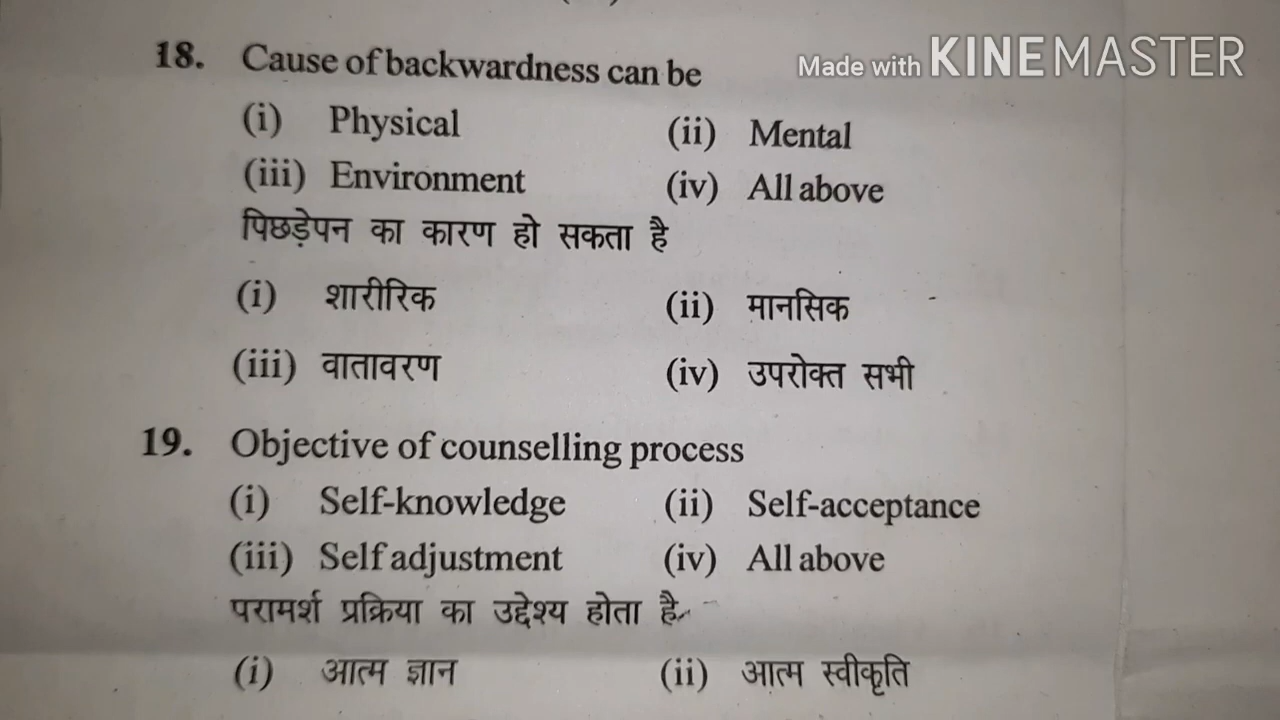 Made with KINEMASTER
18. Cause of backwardness can be
(i) Physical (ii) Mental
(iii) Environment (iv) All above
पिछड़ेपन का कारण हो सकता है
(i) शारीरिक (ii) मानसिक
(iii) वातावरण (iv) उपरोक्त सभी
19. Objective of counselling process
(i) Self-knowledge (ii) Self-acceptance
(iii) Self adjustment (iv) All above
परामर्श प्रक्रिया का उद्देश्य होता है
(i) आत्म ज्ञान (ii) आत्म स्वीकृति